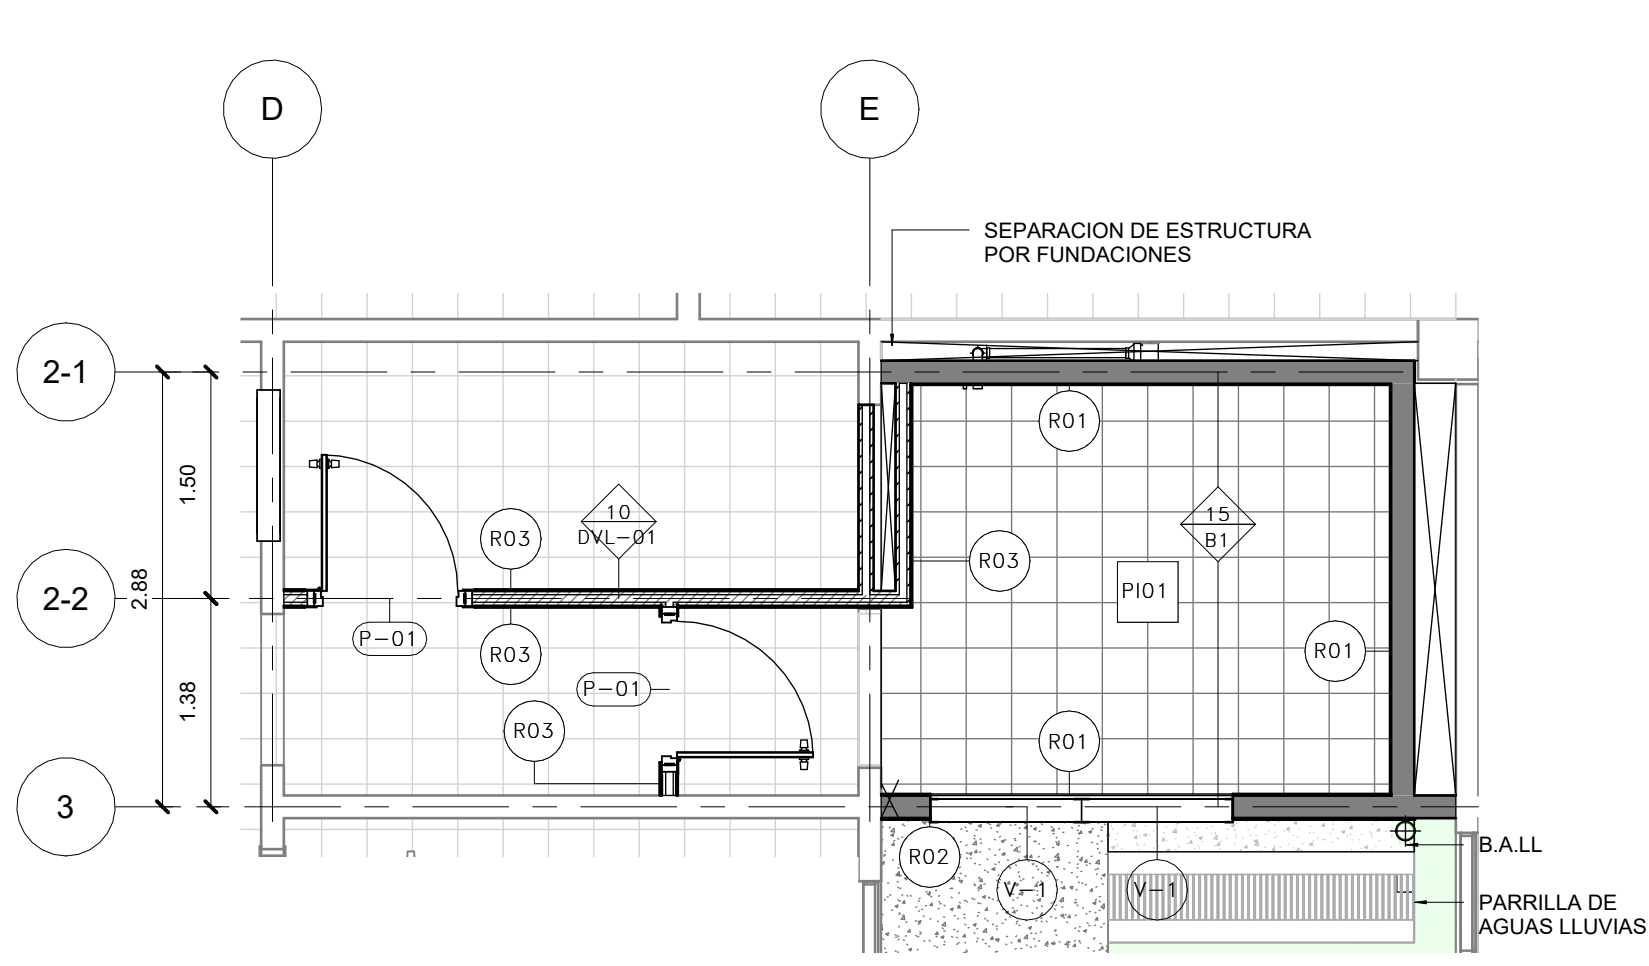 D
E
SEPARACION DE ESTRUCTURA
POR FUNDACIONES
2-1
R01
1.50
10
DVL-01
15
B1
R03
R03
PI01
2-2
2.88
P-01
R03
R01
P-01
1.38
R03
R01
3
R02
V-1
V-1
B.A.LL
PARRILLA DE
AGUAS LLUVIAS